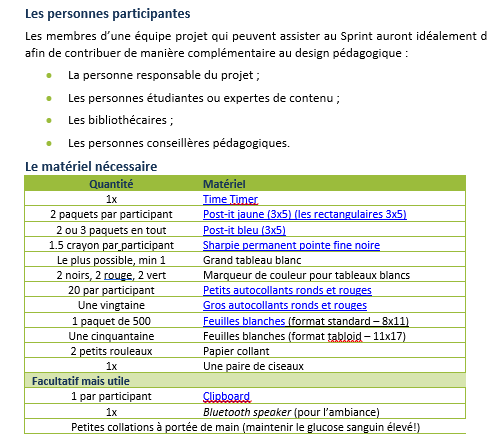 Les personnes participantes
Les membres d'une équipe projet qui peuvent assister au Sprint auront idéalement d
afin de contribuer de manière complémentaire au design pédagogique :
• La personne responsable du projet ;
• Les personnes étudiantes ou expertes de contenu ;
• Les bibliothécaires ;
• Les personnes conseillères pédagogiques.
Le matériel nécessaire
Quantité Matériel
1x Time Timer
2 paquets par participant Post-it jaune (3x5) (les rectangulaires 3x5)
2 ou 3 paquets en tout Post-it bleu (3x5)
1.5 crayon par participant Sharpie permanent pointe fine noire
Le plus possible, min 1 Grand tableau blanc
2 noirs, 2 rouge, 2 vert Marqueur de couleur pour tableaux blancs
20 par participant Petits autocollants ronds et rouges
Une vingtaine Gros autocollants ronds et rouges
1 paquet de 500 Feuilles blanches (format standard – 8x11)
Une cinquantaine Feuilles blanches (format tabloid – 11x17)
2 petits rouleaux Papier collant
1x Une paire de ciseaux
Facultatif mais utile
1 par participant Clipboard
1x Bluetooth speaker (pour l'ambiance)
Petites collations à portée de main (maintenir le glucose sanguin élevé!)